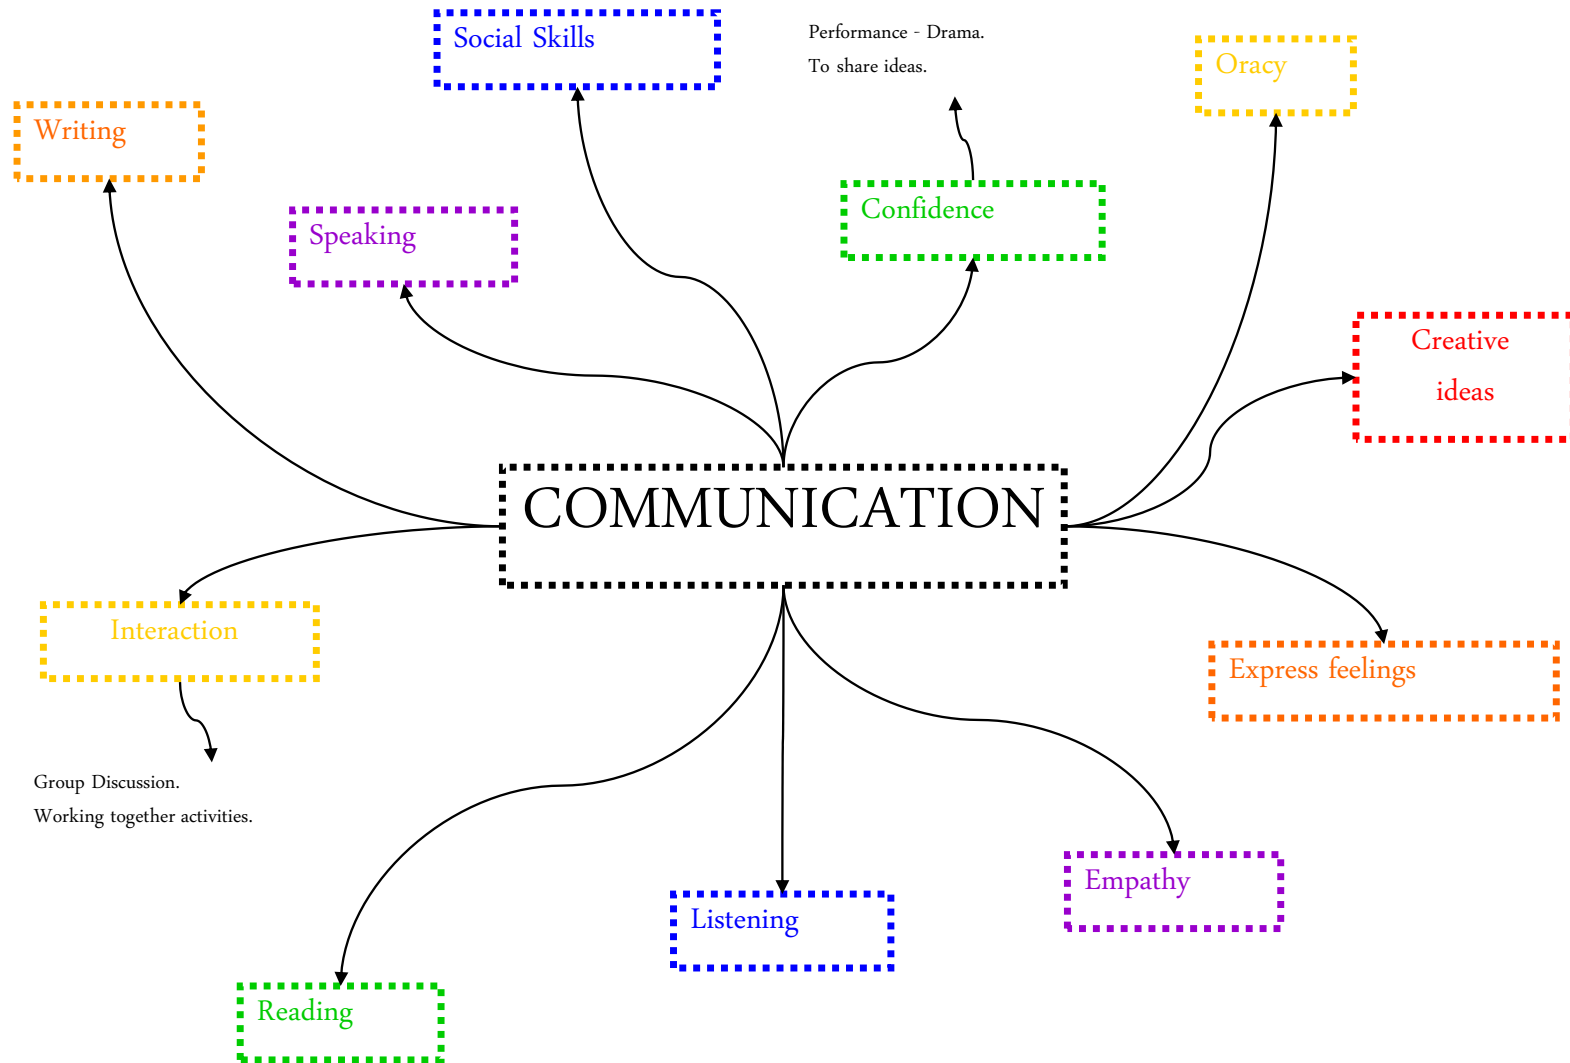 Social Skills
Performance - Drama.
To share ideas.
Oracy
Writing
Speaking
Confidence
Creative
ideas
COMMUNICATION
Interaction
Express feelings
Group Discussion.
Working together activities.
Empathy
Listening
Reading